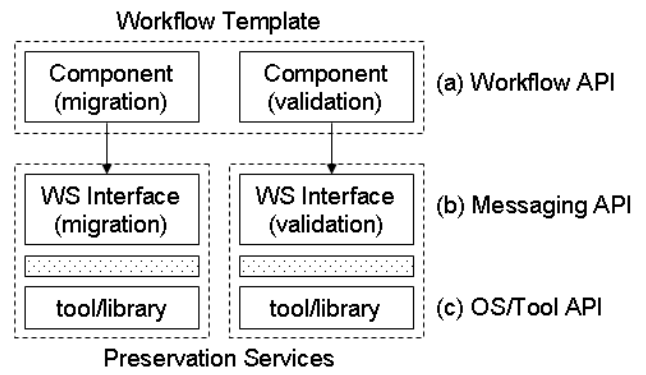 Workflow Template
Component Component (a) Workflow API
(migration) (validation)
WS Interface WS Interface (b) Messaging API
(migration) (validation)
tool/library tool/library (c) OS/Tool API
Preservation Services